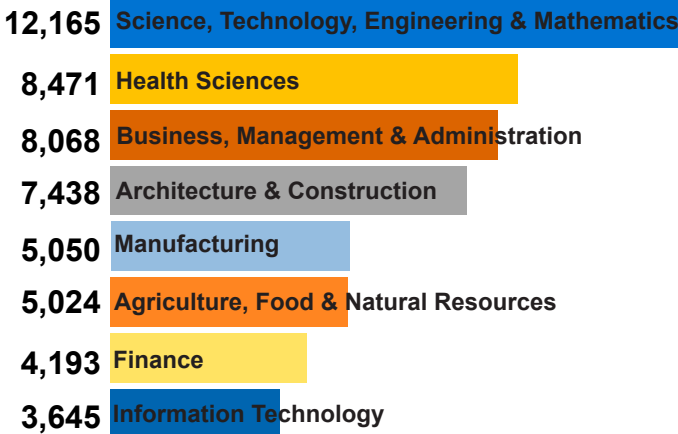 12,165 Science, Technology, Engineering & Mathematics
8,471 Health Sciences
8,068 Business, Management & Administration
7,438 Architecture & Construction
5,050 Manufacturing
5,024 Agriculture, Food & Natural Resources
4,193 Finance
3,645 Information Technology